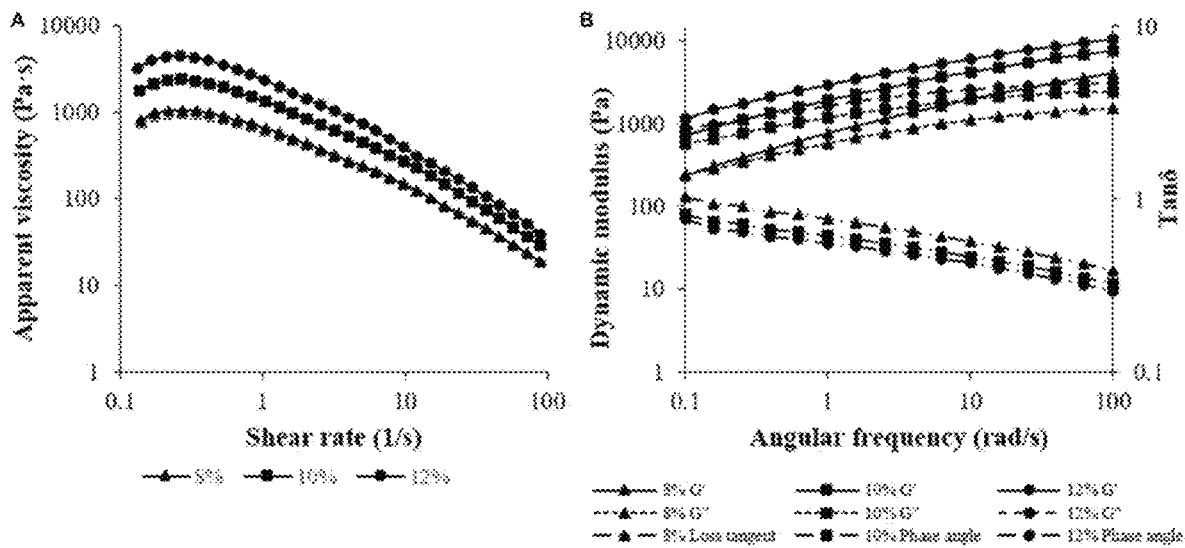 A
10000
1000
100
10
1
Apparent viscosity (Pa·s)
0.1
1
10
100
Shear rate (1/s)
8%
10%
12%
B
10000
1000
100
10
1
Dynamic modulus (Pa)
10
1
0.1
Tanδ
0.1
1
10
100
Angular frequency (rad/s)
8% G'
10% G'
12% G'
8% G"
10% G"
12% G"
8% Loss tangent
10% Phase angle
12% Phase angle